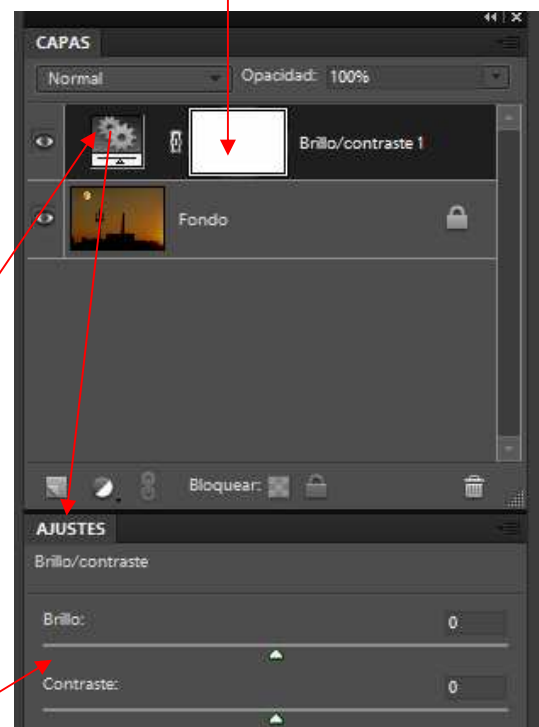 CAPAS
Normal Opacidad: 100%
Brillo/contraste 1
Fondo
Bloquear:
AJUSTES
Brillo/contraste
Brillo: 0
Contraste: 0